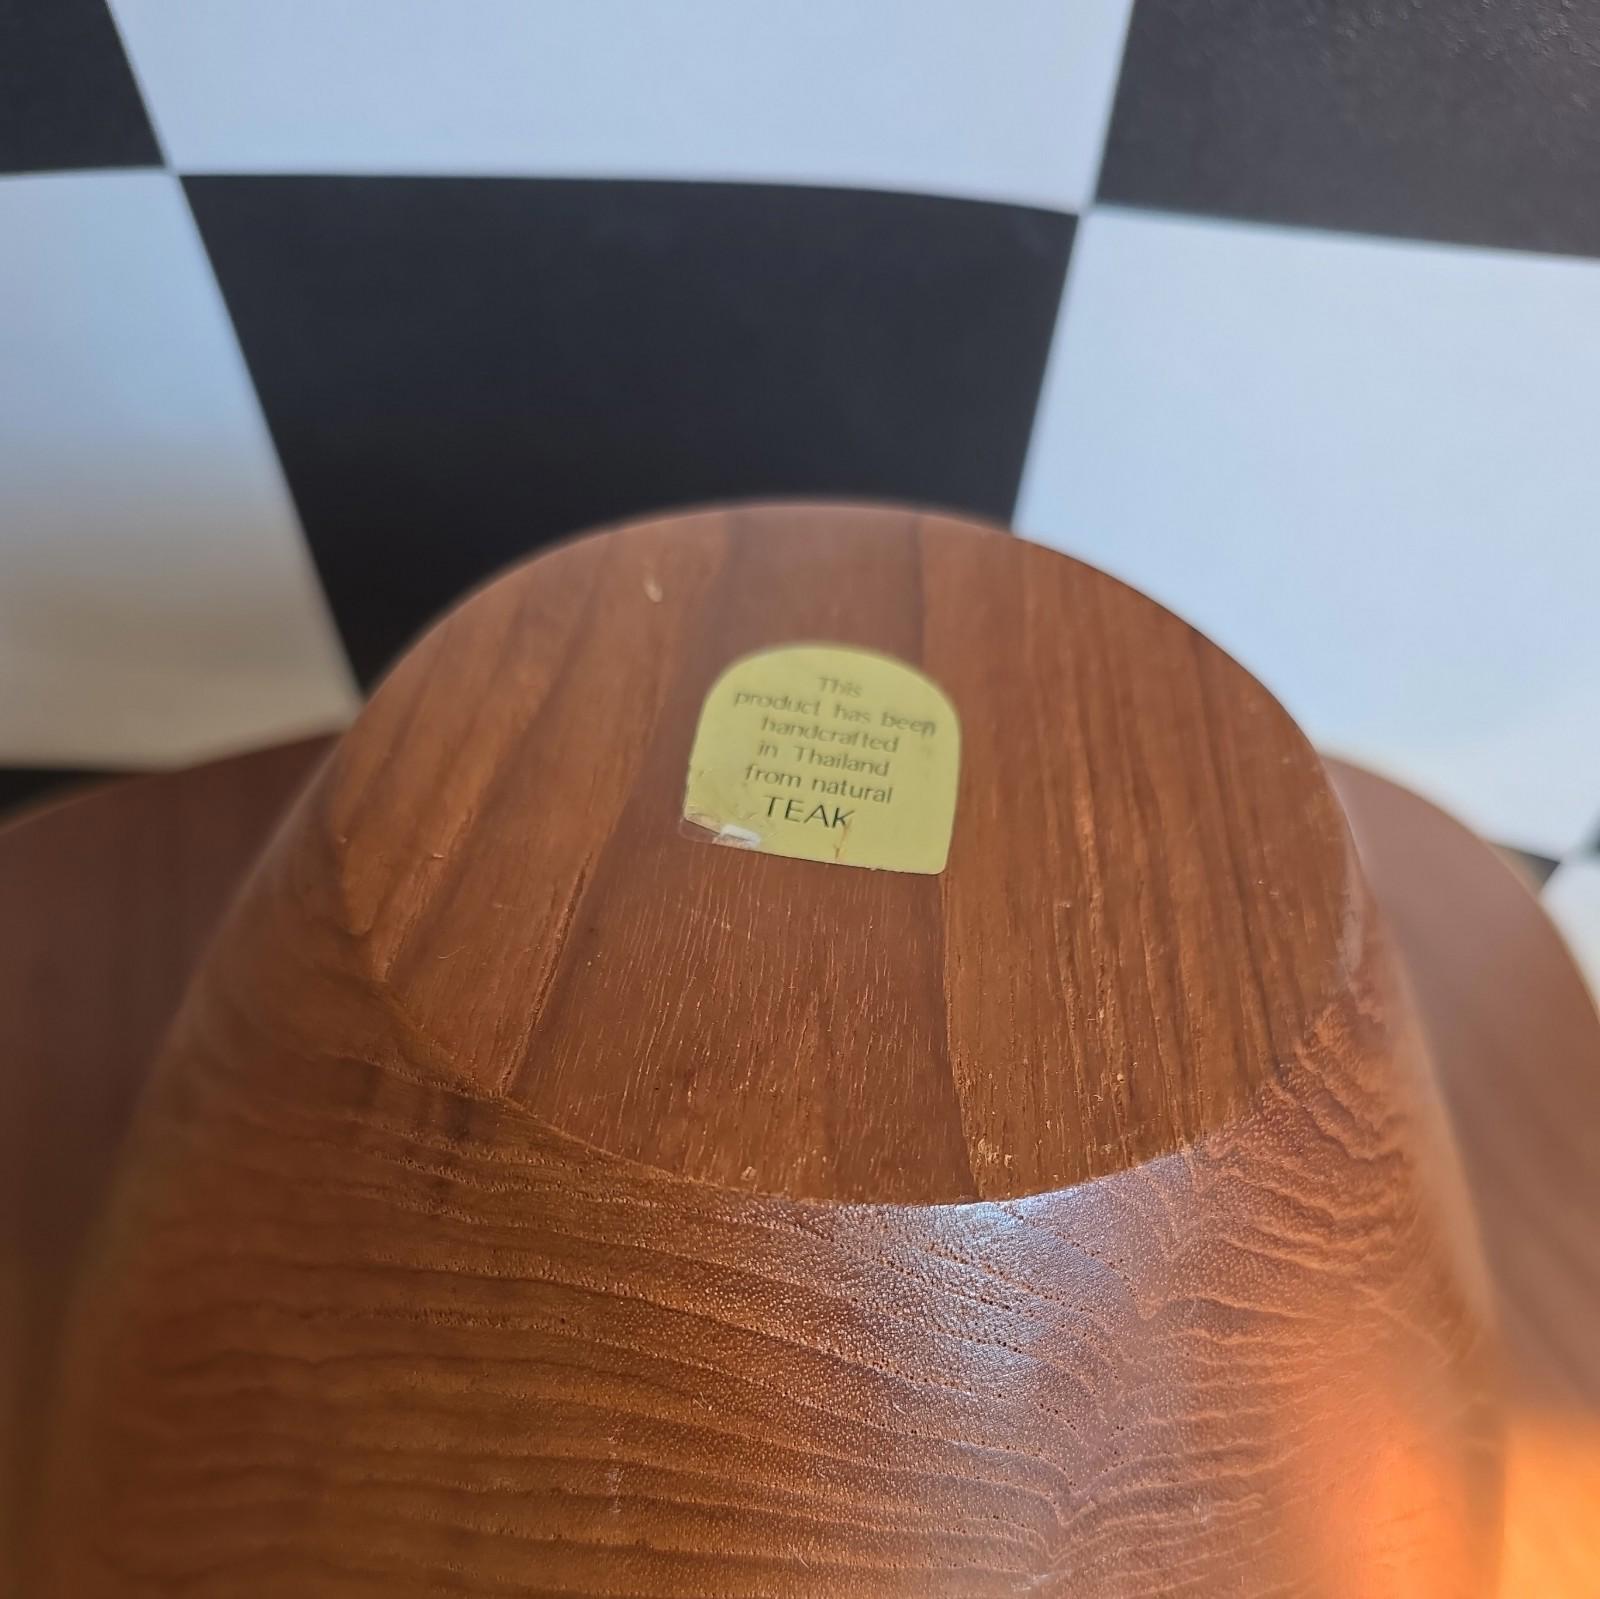 This
product has been
handcrafted
in Thailand
from natural
TEAK